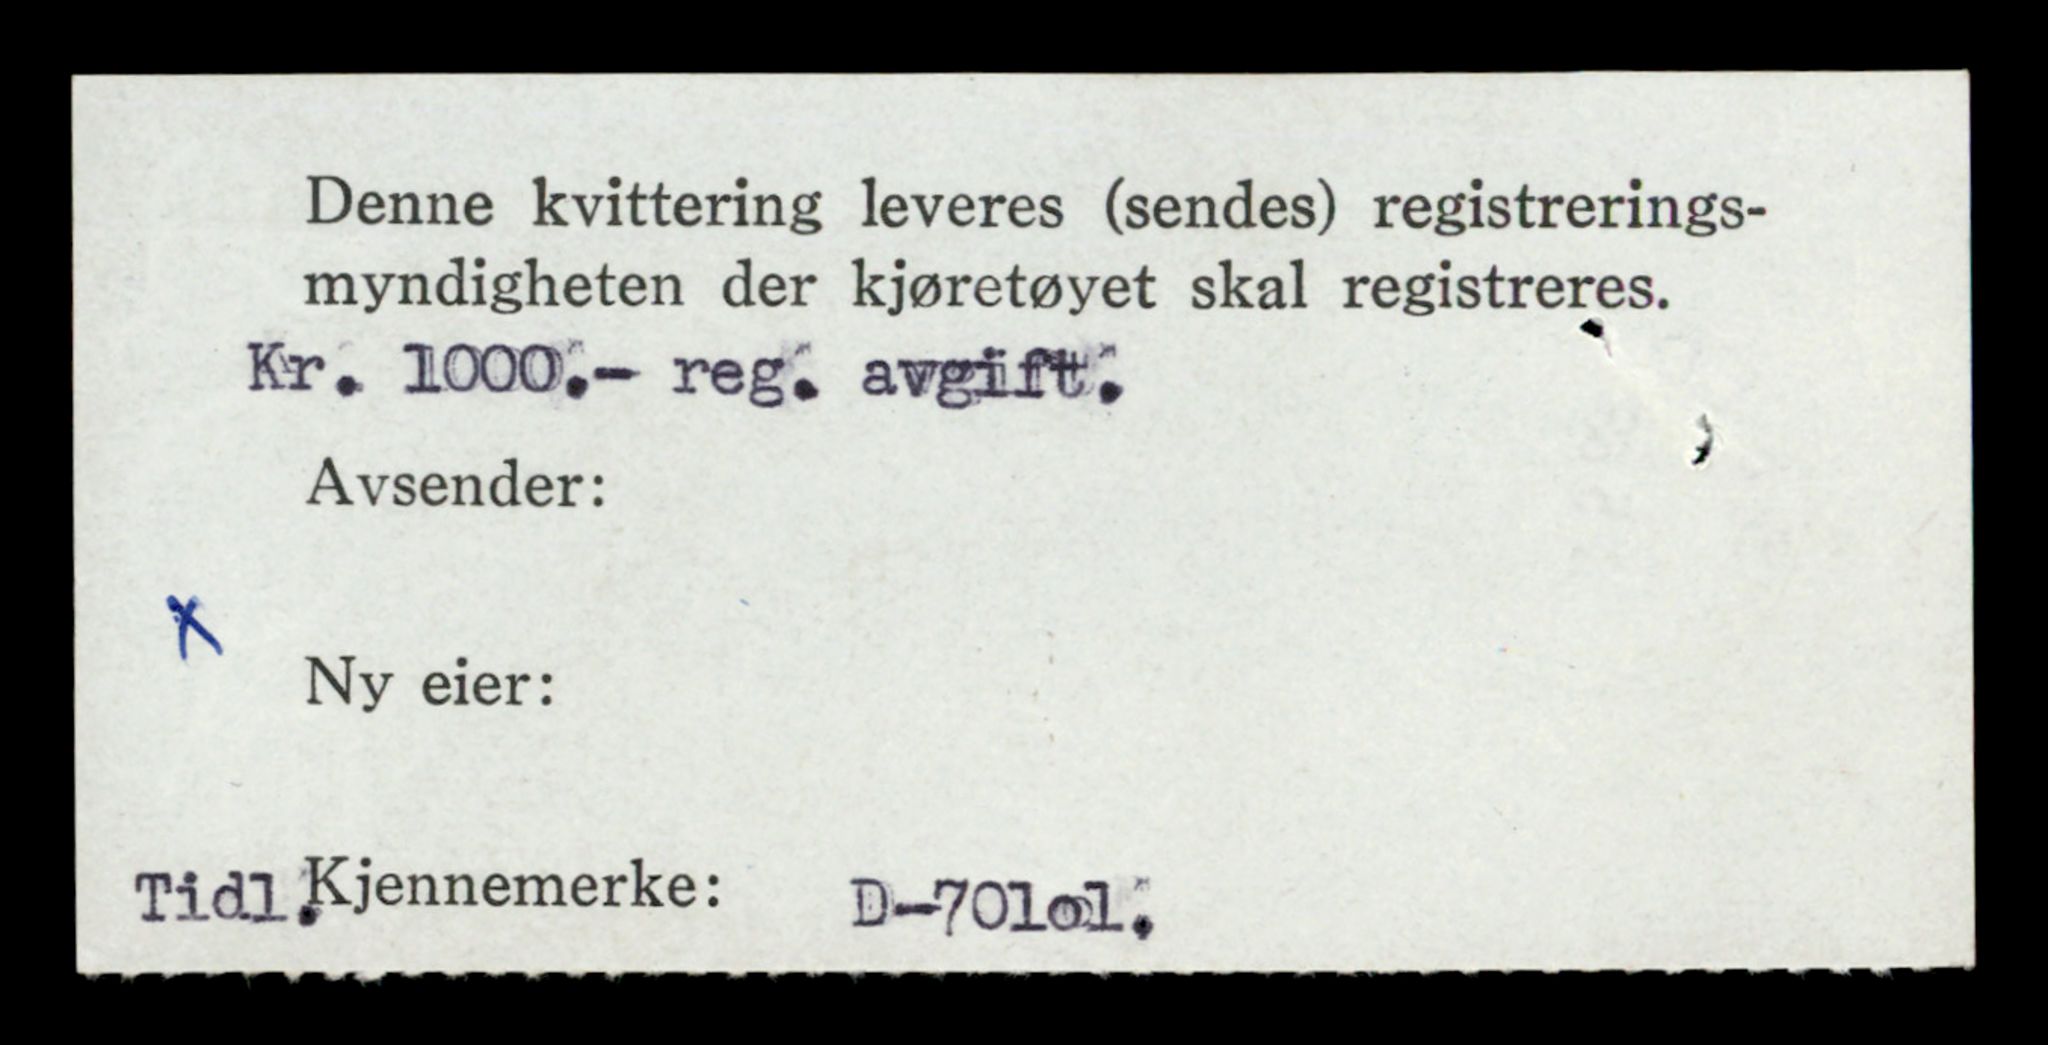 Denne kvittering leveres (sendes) registrerings-
myndigheten der kjøretøyet skal registreres.
Kr. 1000.- reg. avgift.
Avsender:
x
Ny eier:
Tidl. Kjennemerke: D-701o1.